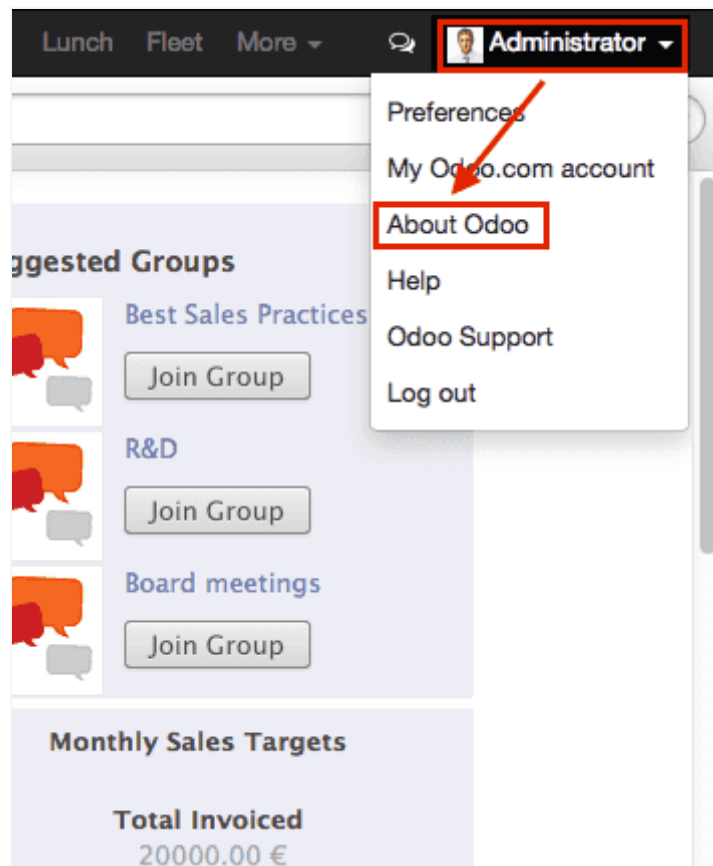 Lunch Fleet More Administrator
Preferences
My Odoo.com account
About Odoo
Help
Odoo Support
Log out
ggested Groups
Best Sales Practices
Join Group
R&D
Join Group
Board meetings
Join Group
Monthly Sales Targets
Total Invoiced
20000.00 €